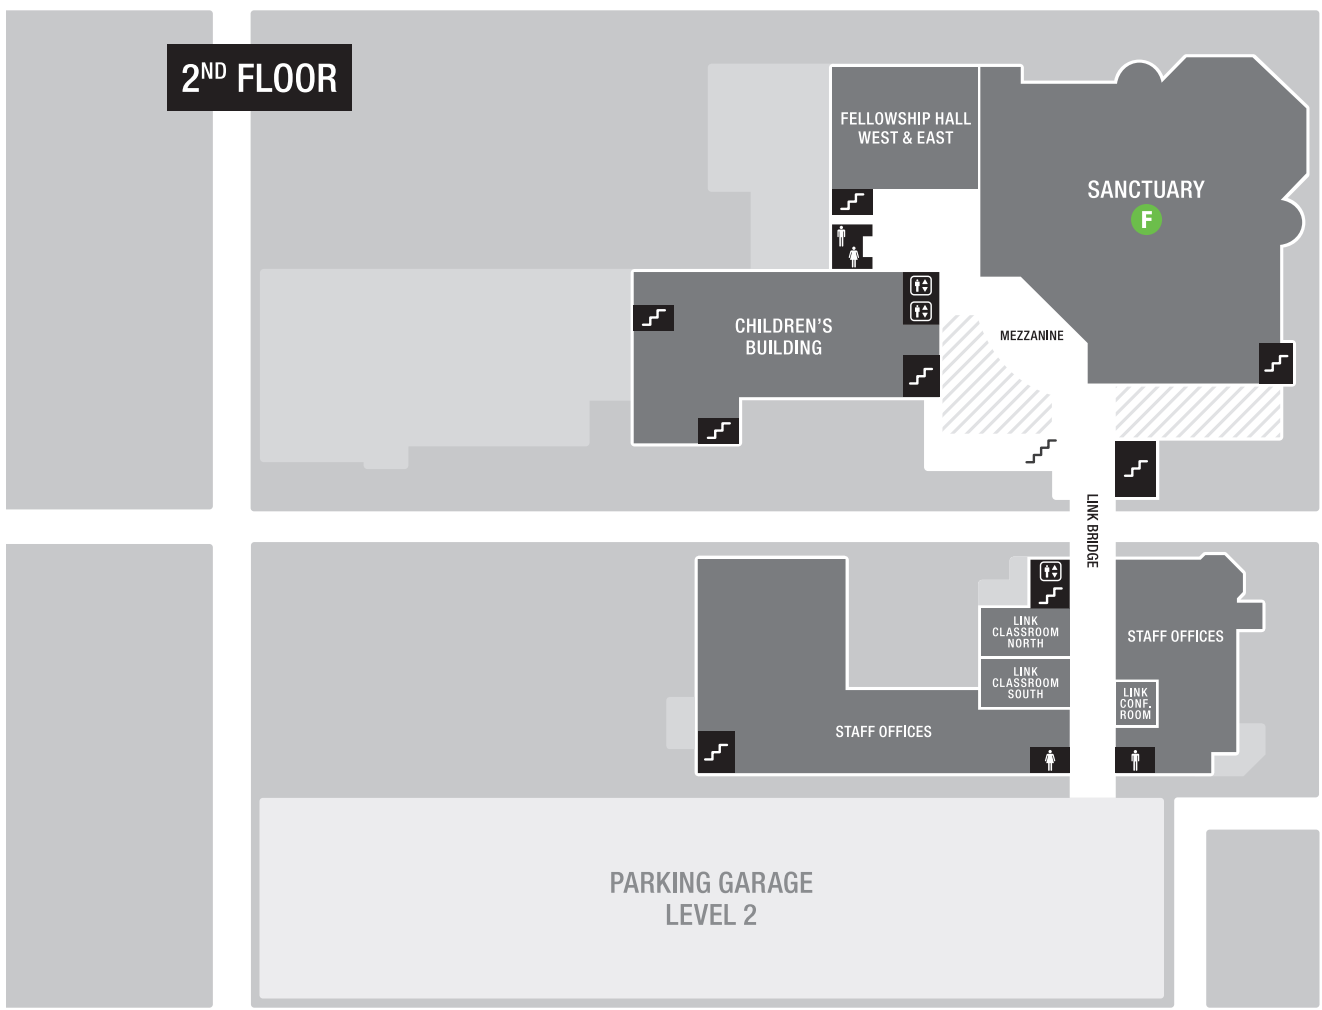 2ND FLOOR
FELLOWSHIP HALL
WEST & EAST
SANCTUARY
F
CHILDREN'S
BUILDING
MEZZANINE
LINK BRIDGE
LINK
CLASSROOM
NORTH
STAFF OFFICES
LINK
CLASSROOM
SOUTH
LINK
CONF.
ROOM
STAFF OFFICES
PARKING GARAGE
LEVEL 2